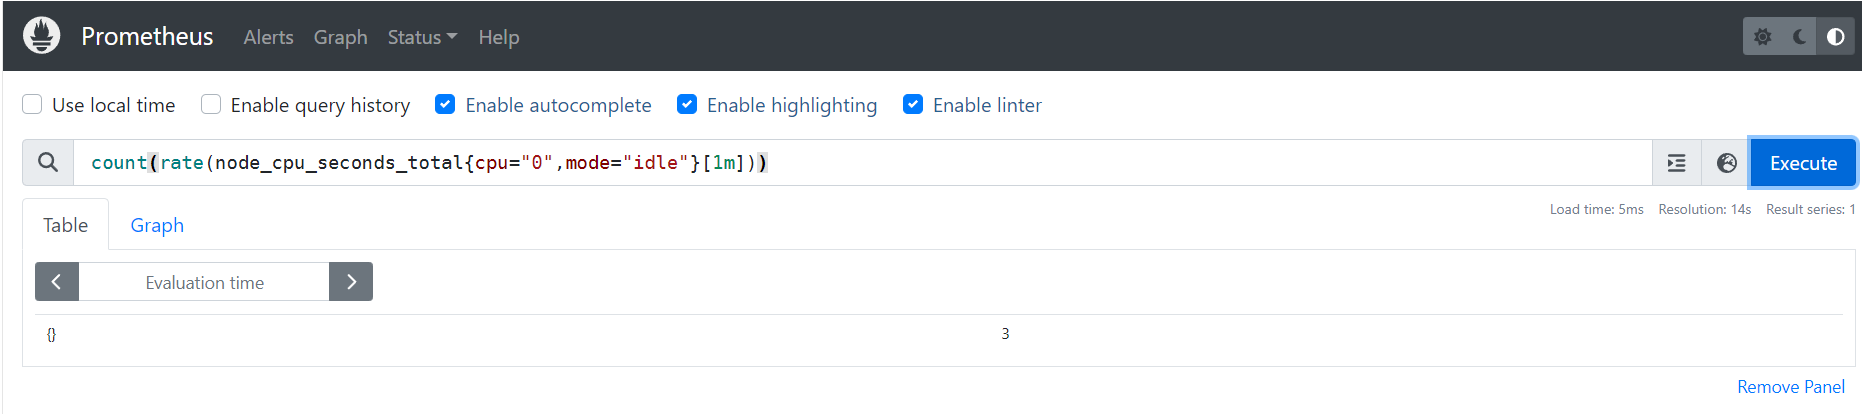 Prometheus Alerts Graph Status Help
Use local time Enable query history Enable autocomplete Enable highlighting Enable linter
count(rate(node_cpu_seconds_total{cpu="0",mode="idle"}[1m])) Execute
Load time: 5ms Resolution: 14s Result series: 1
Table Graph
Evaluation time
{} 3
Remove Panel